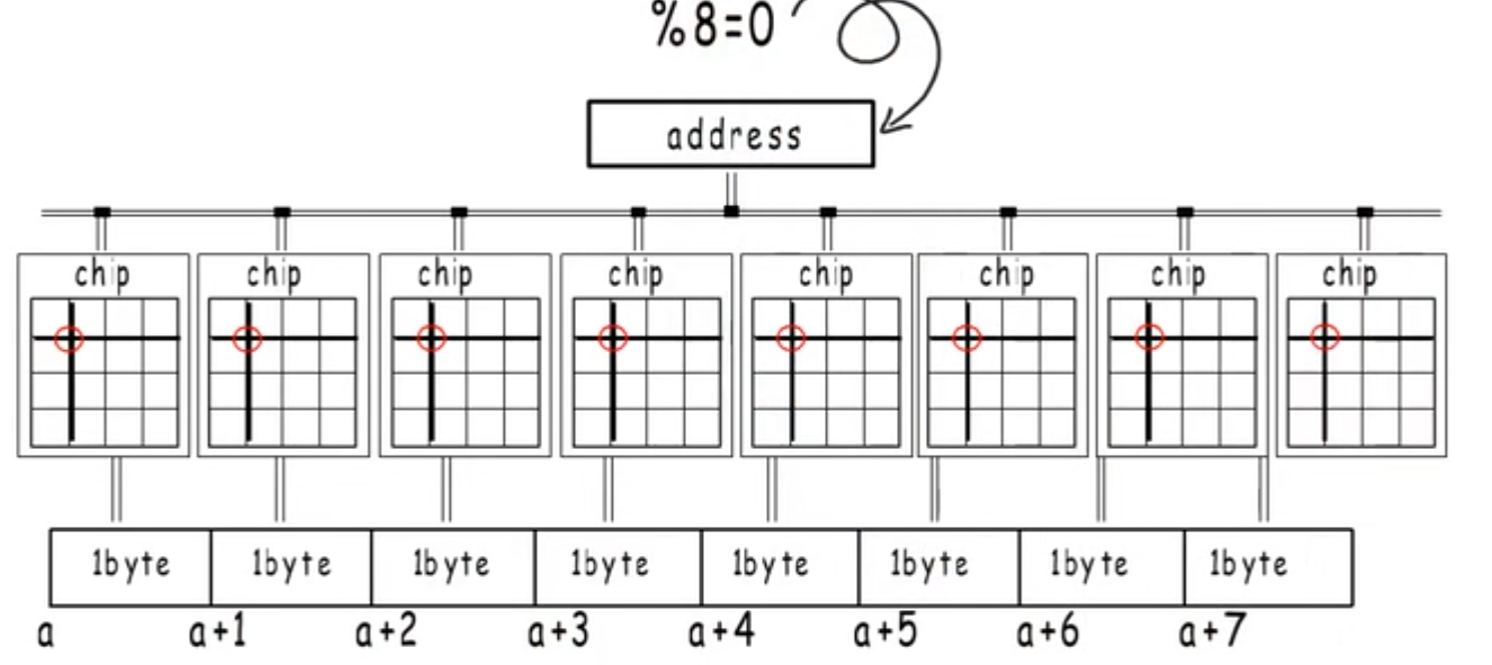 %8=0
address
chip chip chip chip chip chip chip chip
1byte 1byte 1byte 1byte 1byte 1byte 1byte 1byte
a a+1 a+2 a+3 a+4 a+5 a+6 a+7